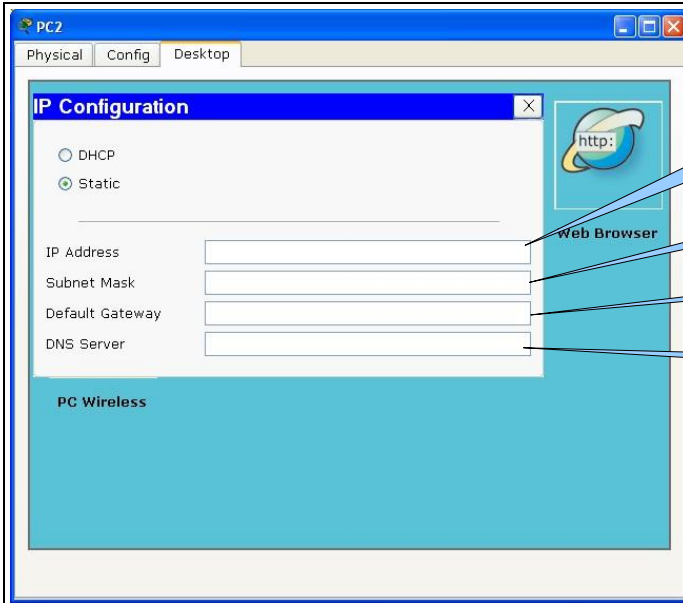 PC2
Physical Config Desktop
IP Configuration
X
http:
DHCP
Static
Web Browser
IP Address
Subnet Mask
Default Gateway
DNS Server
PC Wireless